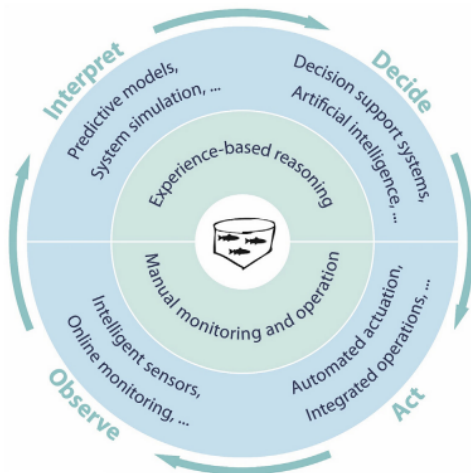 Interpret
Decide
Predictive models,
System simulation, ...
Decision support systems,
Artificial intelligence, ...
Experience-based reasoning
Manual monitoring and operation
Intelligent sensors,
Online monitoring, ...
Automated actuation,
Integrated operations, ...
Observe
Act